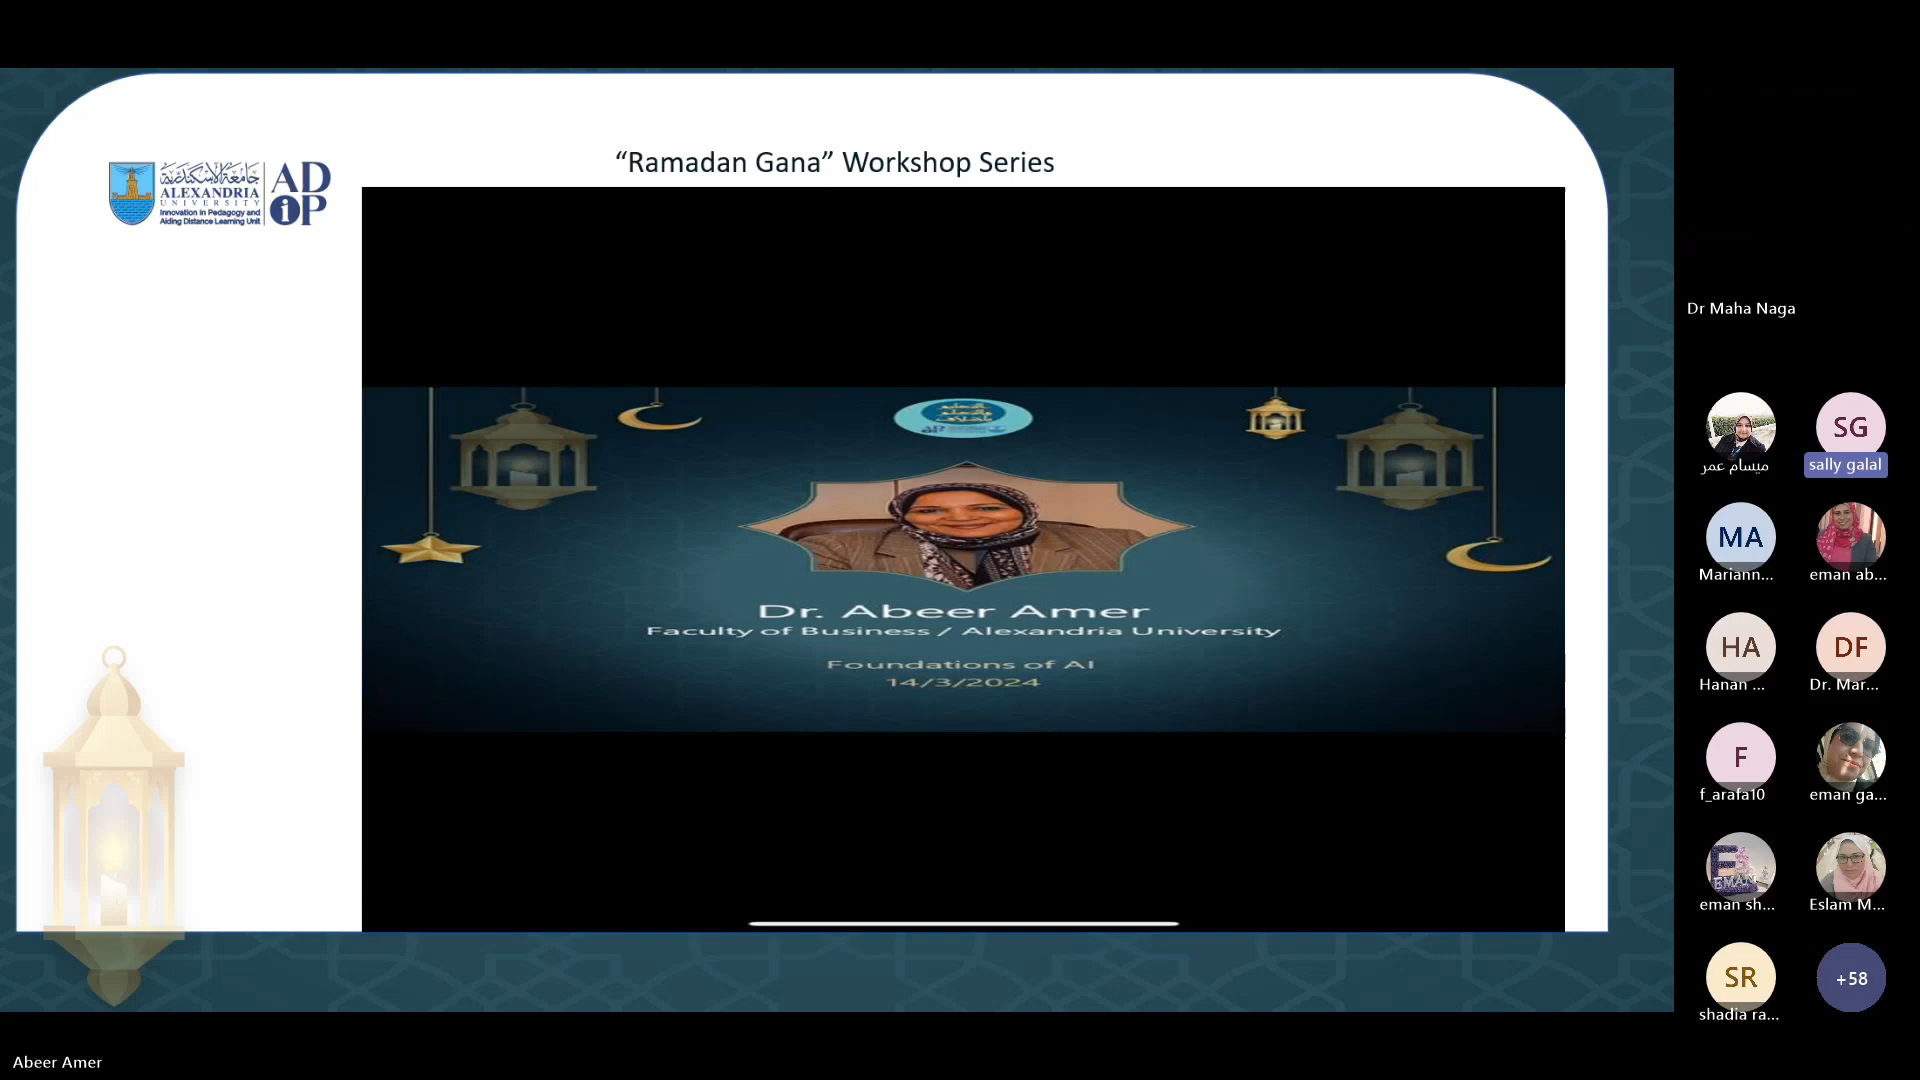 “Ramadan Gana” Workshop Series
جامعة الإسكندرية
ALEXANDRIA
UNIVERSITY
Innovation in Pedagogy and
Aiding Distance Learning Unit
AD
iP
Dr. Abeer Amer
Faculty of Business / Alexandria University
Foundations of AI
14/3/2024
Dr Maha Naga
ميسام عمر
SG
sally galal
MA
Mariann...
eman ab...
HA
Hanan ...
DF
Dr. Mar...
F
f_arafa10
eman ga...
E
EMAN
eman sh...
Eslam M...
SR
shadia ra...
+58
Abeer Amer